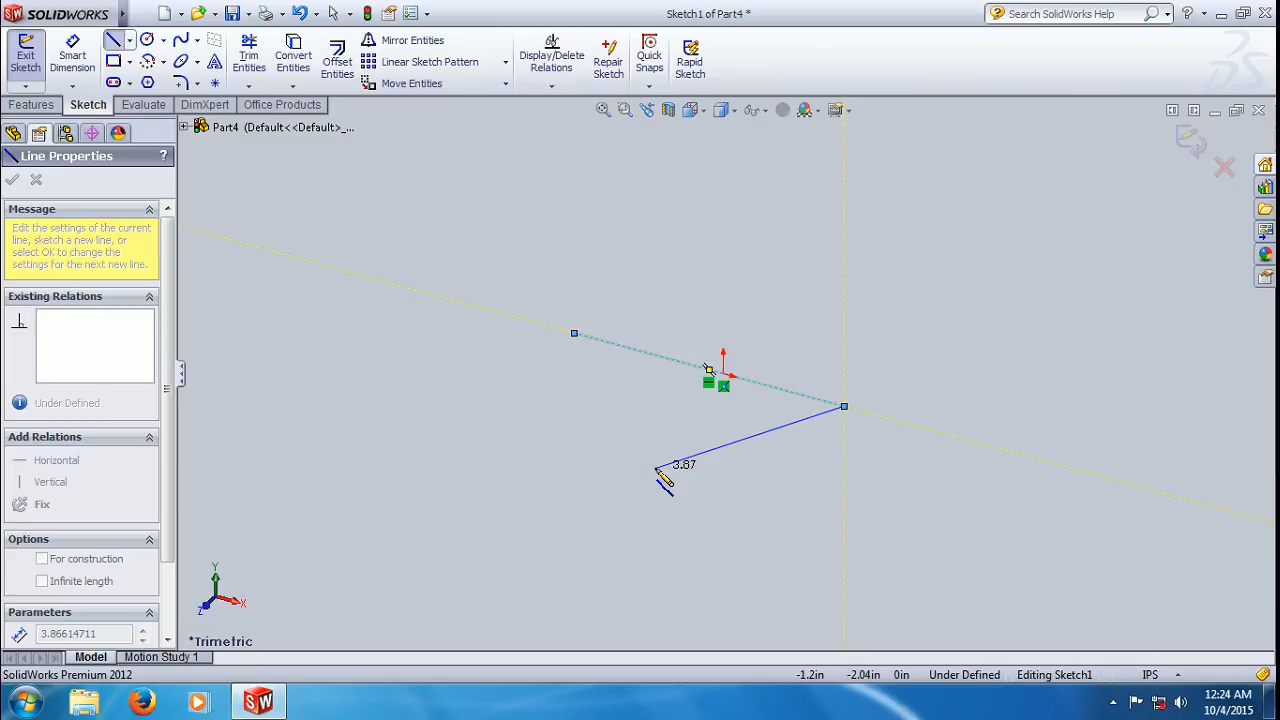 SOLIDWORKS
Sketch1 of Part4 *
Search SolidWorks Help
Exit Sketch
Smart Dimension
Trim Entities
Convert Entities
Offset Entities
Mirror Entities
Linear Sketch Pattern
Move Entities
Display/Delete Relations
Repair Sketch
Quick Snaps
Rapid Sketch
Features
Sketch
Evaluate
DimXpert
Office Products
Part4 (Default<<Default>_...
Line Properties
?
Message
Edit the settings of the current
line, sketch a new line, or
select OK to change the
settings for the next new line.
Existing Relations
Under Defined
Add Relations
Horizontal
Vertical
Fix
Options
For construction
Infinite length
Parameters
3.86614711
3.87
Y
Z
X
*Trimetric
Model
Motion Study 1
SolidWorks Premium 2012
-1.2in
-2.04in
0in
Under Defined
Editing Sketch1
IPS
12:24 AM
10/4/2015